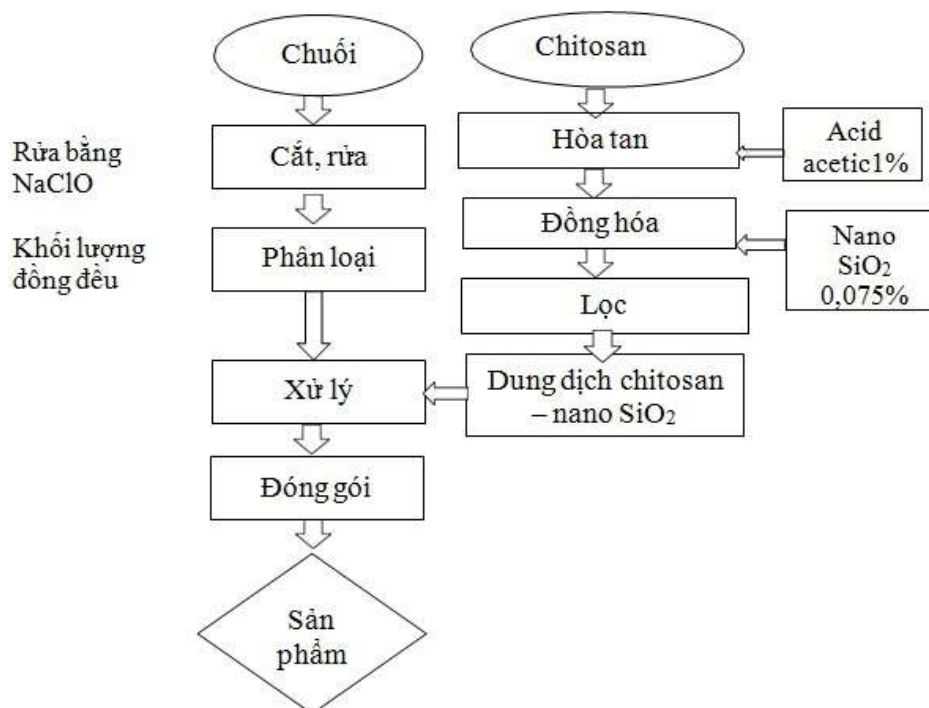 Chuối
Chitosan
Rửa bằng
NaClO
Cắt, rửa
Hòa tan
Acid
acetic1%
Khối lượng
đồng đều
Phân loại
Đồng hóa
Nano
SiO₂
0,075%
Lọc
Xử lý
Dung dịch chitosan
– nano SiO₂
Đóng gói
Sản
phẩm